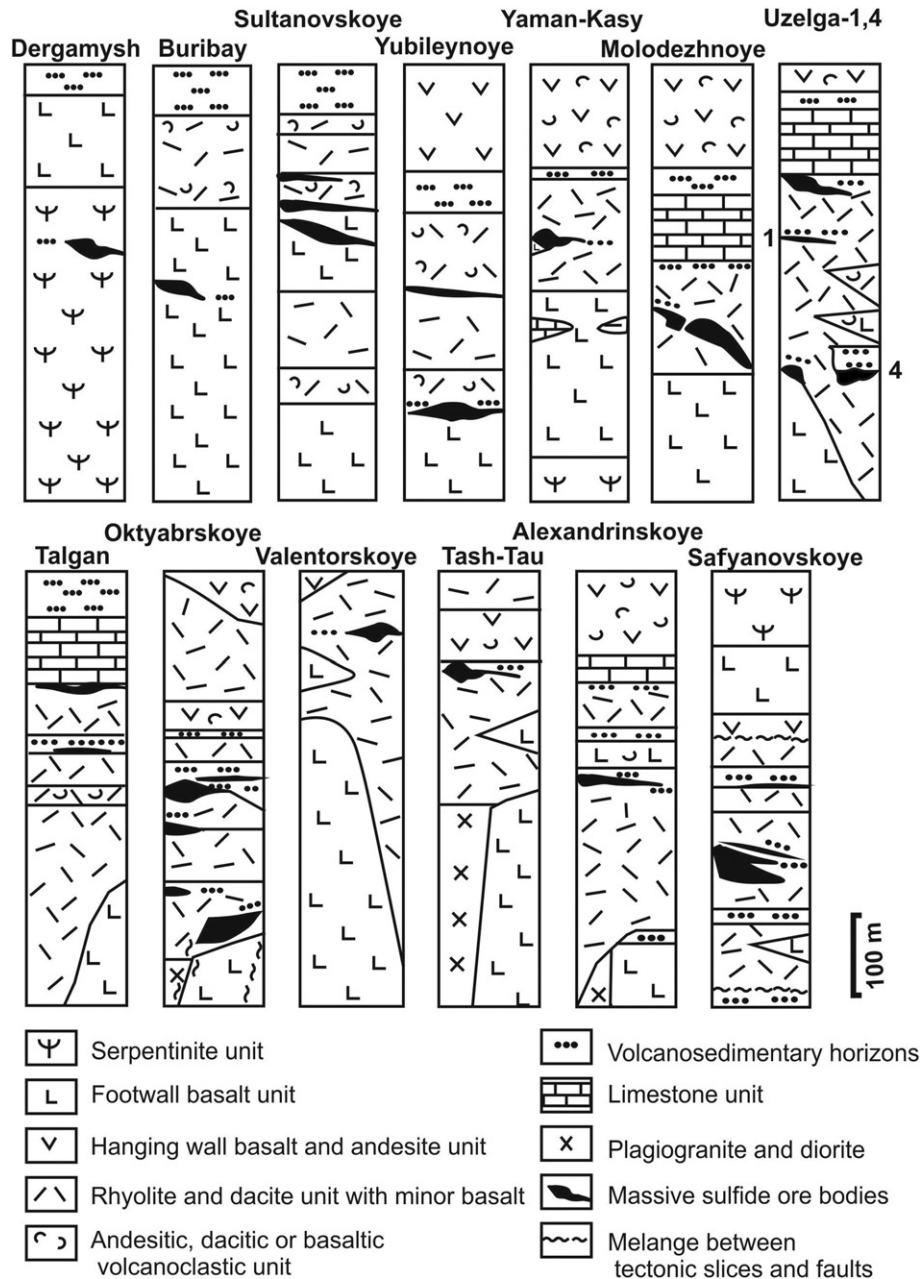 Sultanovskoye Yaman-Kasy Uzelga-1,4
Dergamysh Buribay Yubileynoye Molodezhnoye
1
4
Oktyabrskoye Alexandrinskoye
Talgan Valentorskoye Tash-Tau Safyanovskoye
100 m
Serpentinite unit
Footwall basalt unit
Hanging wall basalt and andesite unit
Rhyolite and dacite unit with minor basalt
Andesitic, dacitic or basaltic
volcanoclastic unit
Volcanosedimentary horizons
Limestone unit
Plagiogranite and diorite
Massive sulfide ore bodies
Melange between
tectonic slices and faults